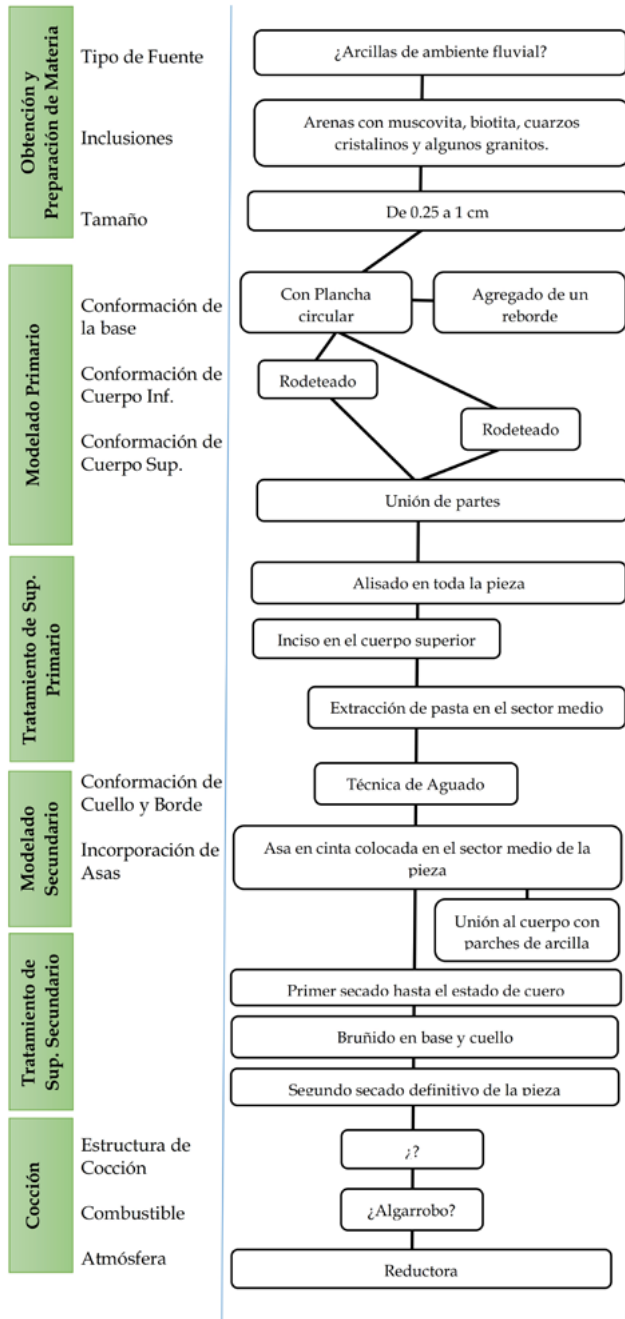 Obtención y
Preparación de Materia
Tipo de Fuente
¿Arcillas de ambiente fluvial?
Inclusiones
Arenas con muscovita, biotita, cuarzos
cristalinos y algunos granitos.
Tamaño
De 0.25 a 1 cm
Modelado Primario
Conformación de
la base
Con Plancha
circular
Agregado de un
reborde
Conformación de
Cuerpo Inf.
Rodeteado
Conformación de
Cuerpo Sup.
Rodeteado
Unión de partes
Tratamiento de Sup.
Primario
Alisado en toda la pieza
Inciso en el cuerpo superior
Extracción de pasta en el sector medio
Modelado
Secundario
Conformación de
Cuello y Borde
Técnica de Aguado
Incorporación de
Asas
Asa en cinta colocada en el sector medio de la
pieza
Unión al cuerpo con
parches de arcilla
Tratamiento de
Sup. Secundario
Primer secado hasta el estado de cuero
Bruñido en base y cuello
Segundo secado definitivo de la pieza
Cocción
Estructura de
Cocción
¿?
Combustible
¿Algarrobo?
Atmósfera
Reductora